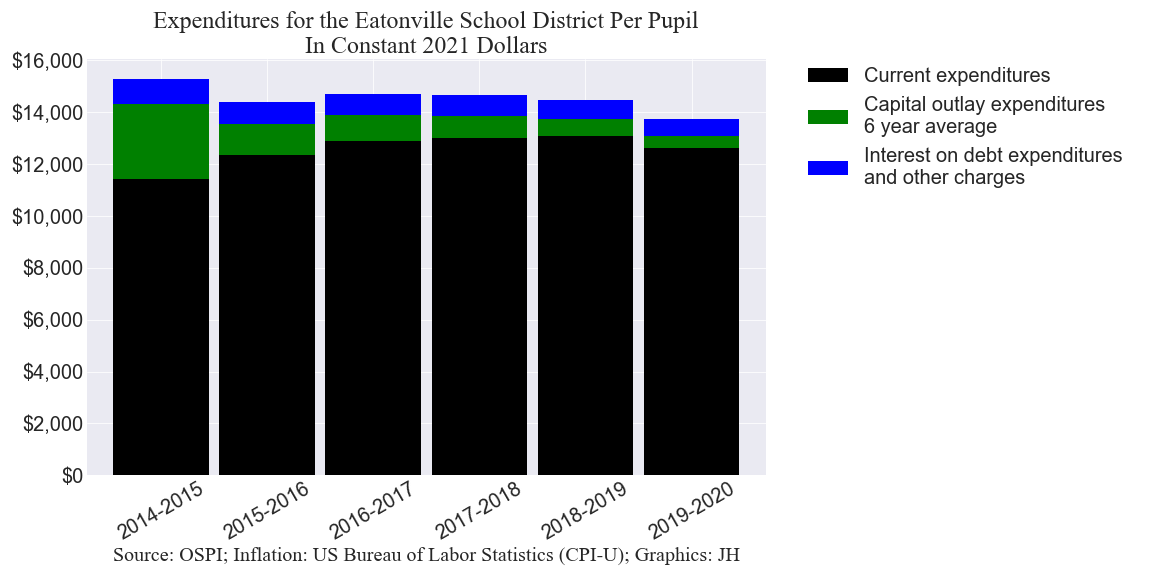 Expenditures for the Eatonville School District Per Pupil
In Constant 2021 Dollars
$16,000
$14,000
$12,000
$10,000
$8,000
$6,000
$4,000
$2,000
$0
2014-2015
2015-2016
2016-2017
2017-2018
2018-2019
2019-2020
Current expenditures
Capital outlay expenditures
6 year average
Interest on debt expenditures
and other charges
Source: OSPI; Inflation: US Bureau of Labor Statistics (CPI-U); Graphics: JH